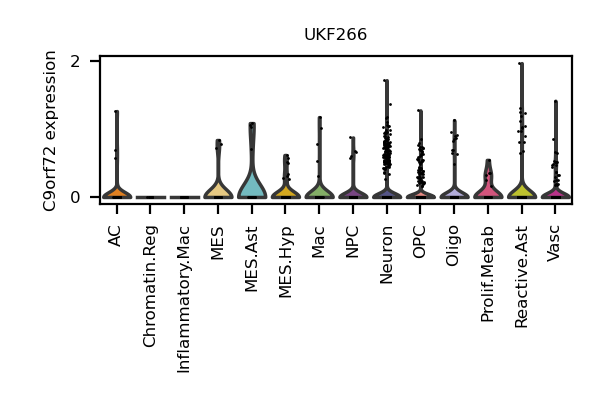 UKF266
C9orf72 expression
2
0
AC
Chromatin.Reg
Inflammatory.Mac
MES
MES.Ast
MES.Hyp
Mac
NPC
Neuron
OPC
Oligo
Prolif.Metab
Reactive.Ast
Vasc